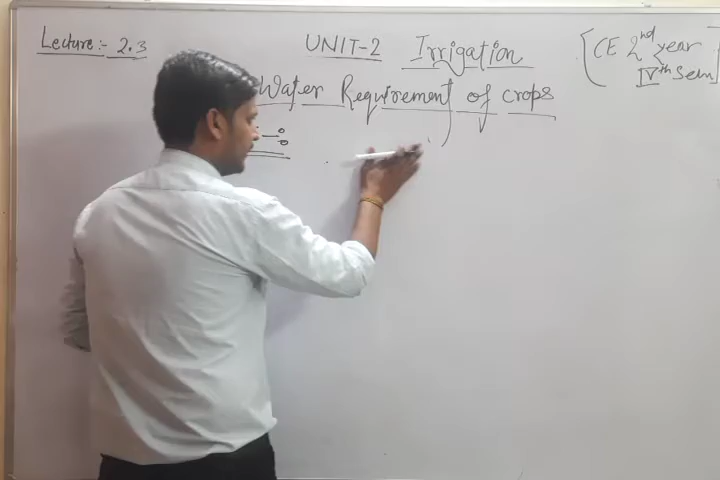 Lecture:- 2.3
UNIT-2 Irrigation
[CE 2nd year
IVth Sem]
Water Requirement of crops